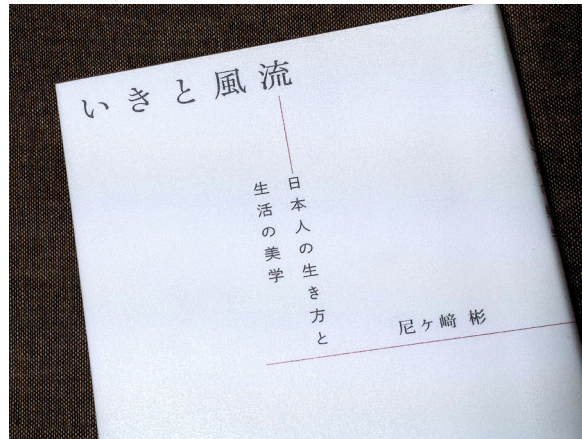 いきと風流
日本人の生き方と
生活の美学
尼ヶ﨑 彬